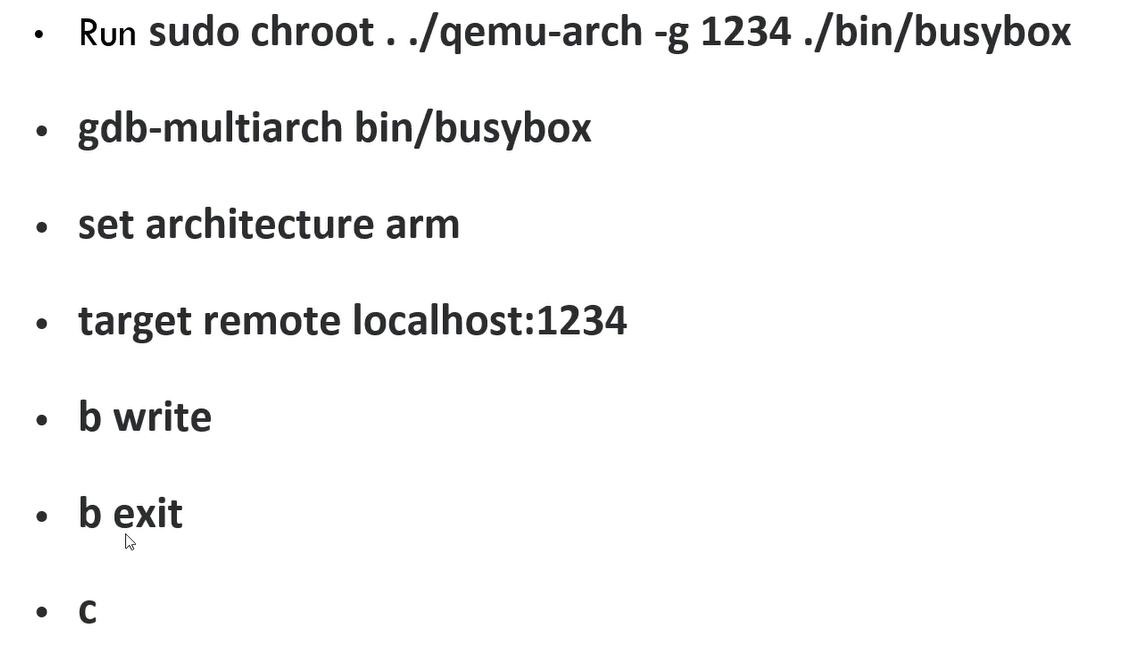 • Run sudo chroot . ./qemu-arch -g 1234 ./bin/busybox
• gdb-multiarch bin/busybox
• set architecture arm
• target remote localhost:1234
• b write
• b exit
• c